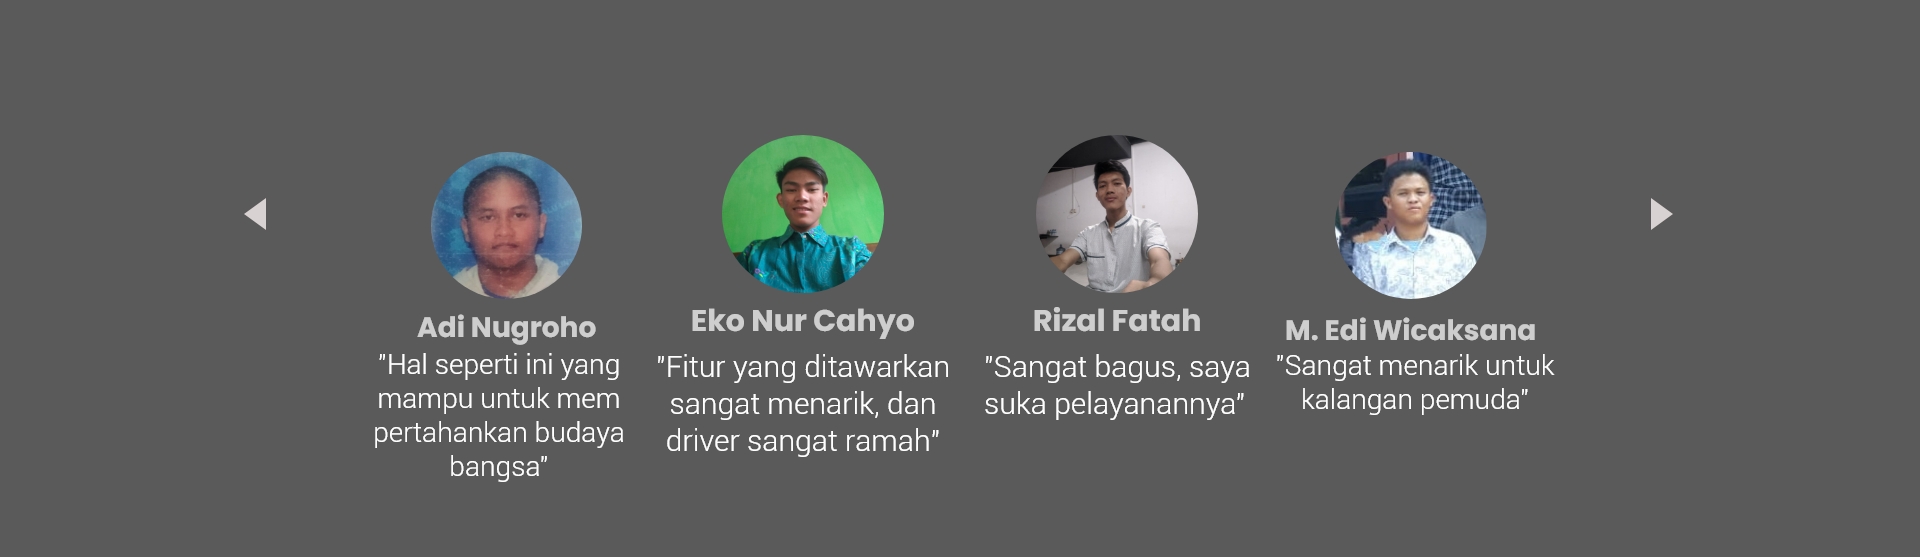 Adi Nugroho
"Hal seperti ini yang
mampu untuk mem
pertahankan budaya
bangsa"
Eko Nur Cahyo
"Fitur yang ditawarkan
sangat menarik, dan
driver sangat ramah"
Rizal Fatah
"Sangat bagus, saya
suka pelayanannya"
M. Edi Wicaksana
"Sangat menarik untuk
kalangan pemuda"